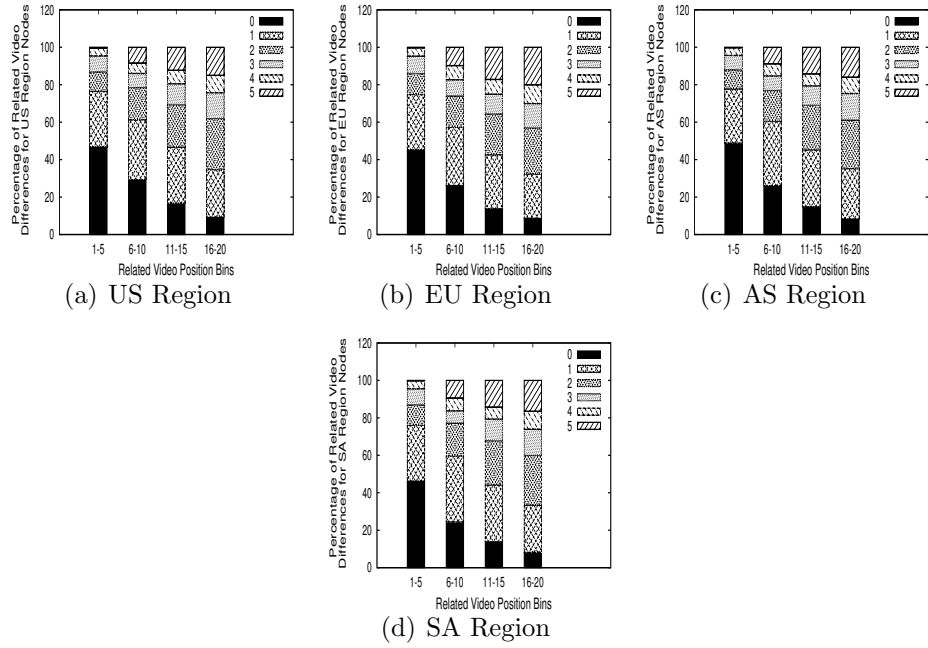 Percentage of Related Video
Differences for US Region Nodes
120
100
80
60
40
20
0
1-5 6-10 11-15 16-20
Related Video Position Bins
0
1
2
3
4
5
(a) US Region
Percentage of Related Video
Differences for EU Region Nodes
120
100
80
60
40
20
0
1-5 6-10 11-15 16-20
Related Video Position Bins
0
1
2
3
4
5
(b) EU Region
Percentage of Related Video
Differences for AS Region Nodes
120
100
80
60
40
20
0
1-5 6-10 11-15 16-20
Related Video Position Bins
0
1
2
3
4
5
(c) AS Region
Percentage of Related Video
Differences for SA Region Nodes
120
100
80
60
40
20
0
1-5 6-10 11-15 16-20
Related Video Position Bins
0
1
2
3
4
5
(d) SA Region